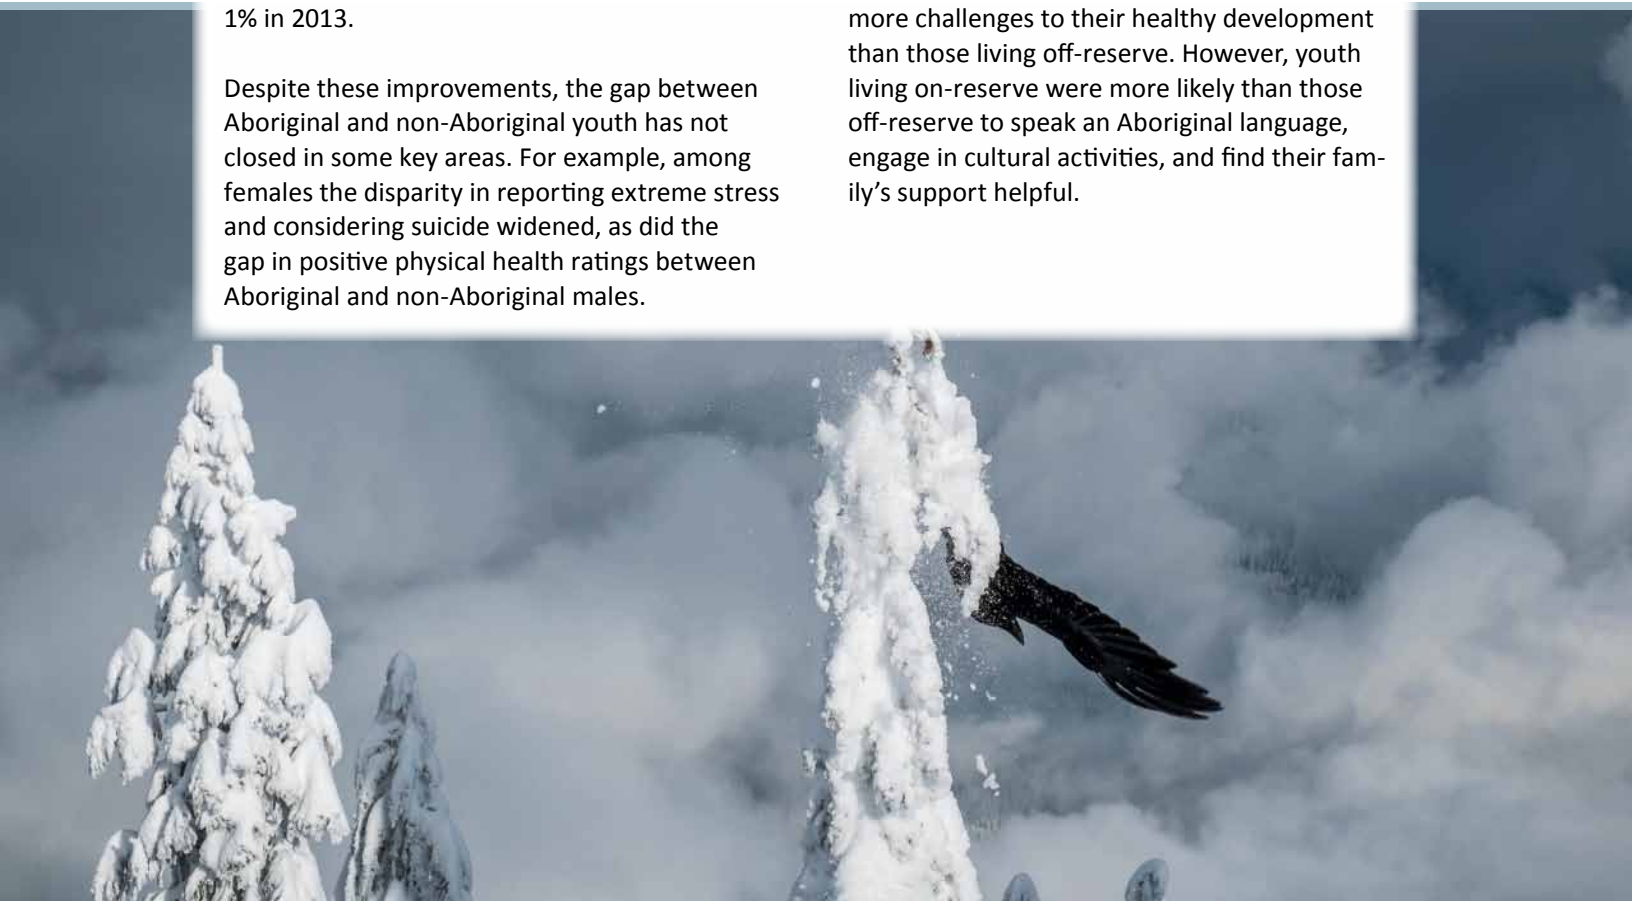 1% in 2013.
Despite these improvements, the gap between
Aboriginal and non-Aboriginal youth has not
closed in some key areas. For example, among
females the disparity in reporting extreme stress
and considering suicide widened, as did the
gap in positive physical health ratings between
Aboriginal and non-Aboriginal males.
more challenges to their healthy development
than those living off-reserve. However, youth
living on-reserve were more likely than those
off-reserve to speak an Aboriginal language,
engage in cultural activities, and find their fam-
ily’s support helpful.